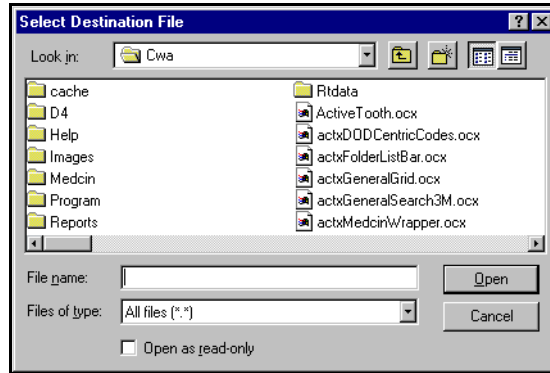 Select Destination File
Look in: Cwa
cache Rtdata
D4 ActiveTooth.ocx
Help actxDODCentricCodes.ocx
Images actxFolderListBar.ocx
Medcin actxGeneralGrid.ocx
Program actxGeneralSearch3M.ocx
Reports actxMedcinWrapper.ocx
File name: Open
Files of type: All files (*.*) Cancel
Open as read-only